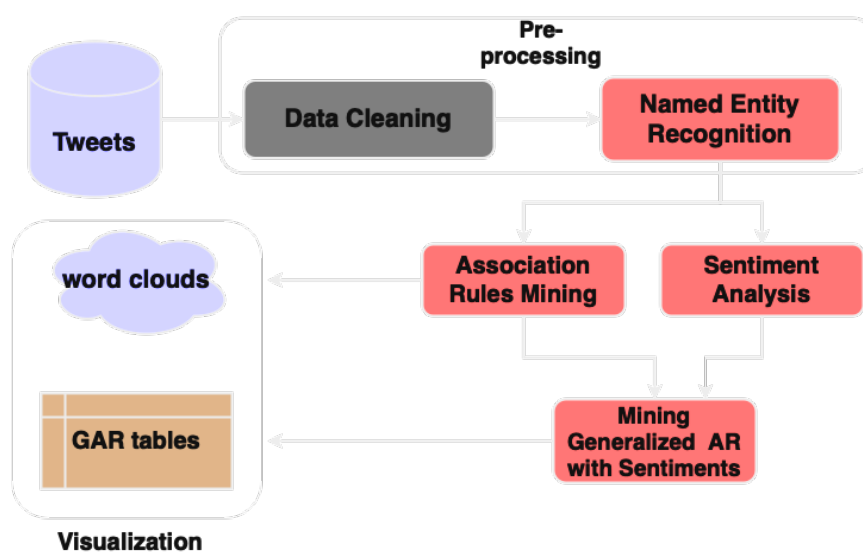 Pre-
processing
Tweets
Data Cleaning
Named Entity
Recognition
word clouds
Association
Rules Mining
Sentiment
Analysis
GAR tables
Mining
Generalized AR
with Sentiments
Visualization